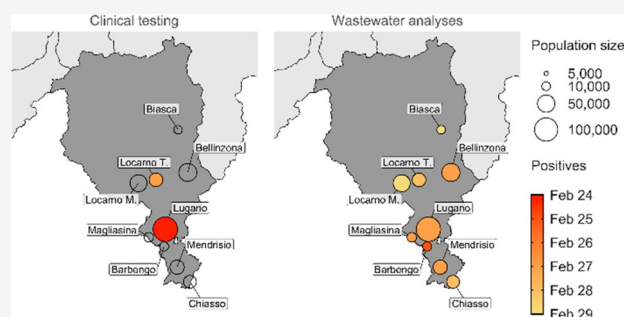 Clinical testing
Wastewater analyses
Biasca
Bellinzona
Locarno T.
Locarno M.
Lugano
Magliasina
Mendrisio
Barbengo
Chiasso
Biasca
Bellinzona
Locarno T.
Locarno M.
Lugano
Magliasina
Mendrisio
Barbengo
Chiasso
Population size
5,000
10,000
50,000
100,000
Positives
Feb 24
Feb 25
Feb 26
Feb 27
Feb 28
Feb 29